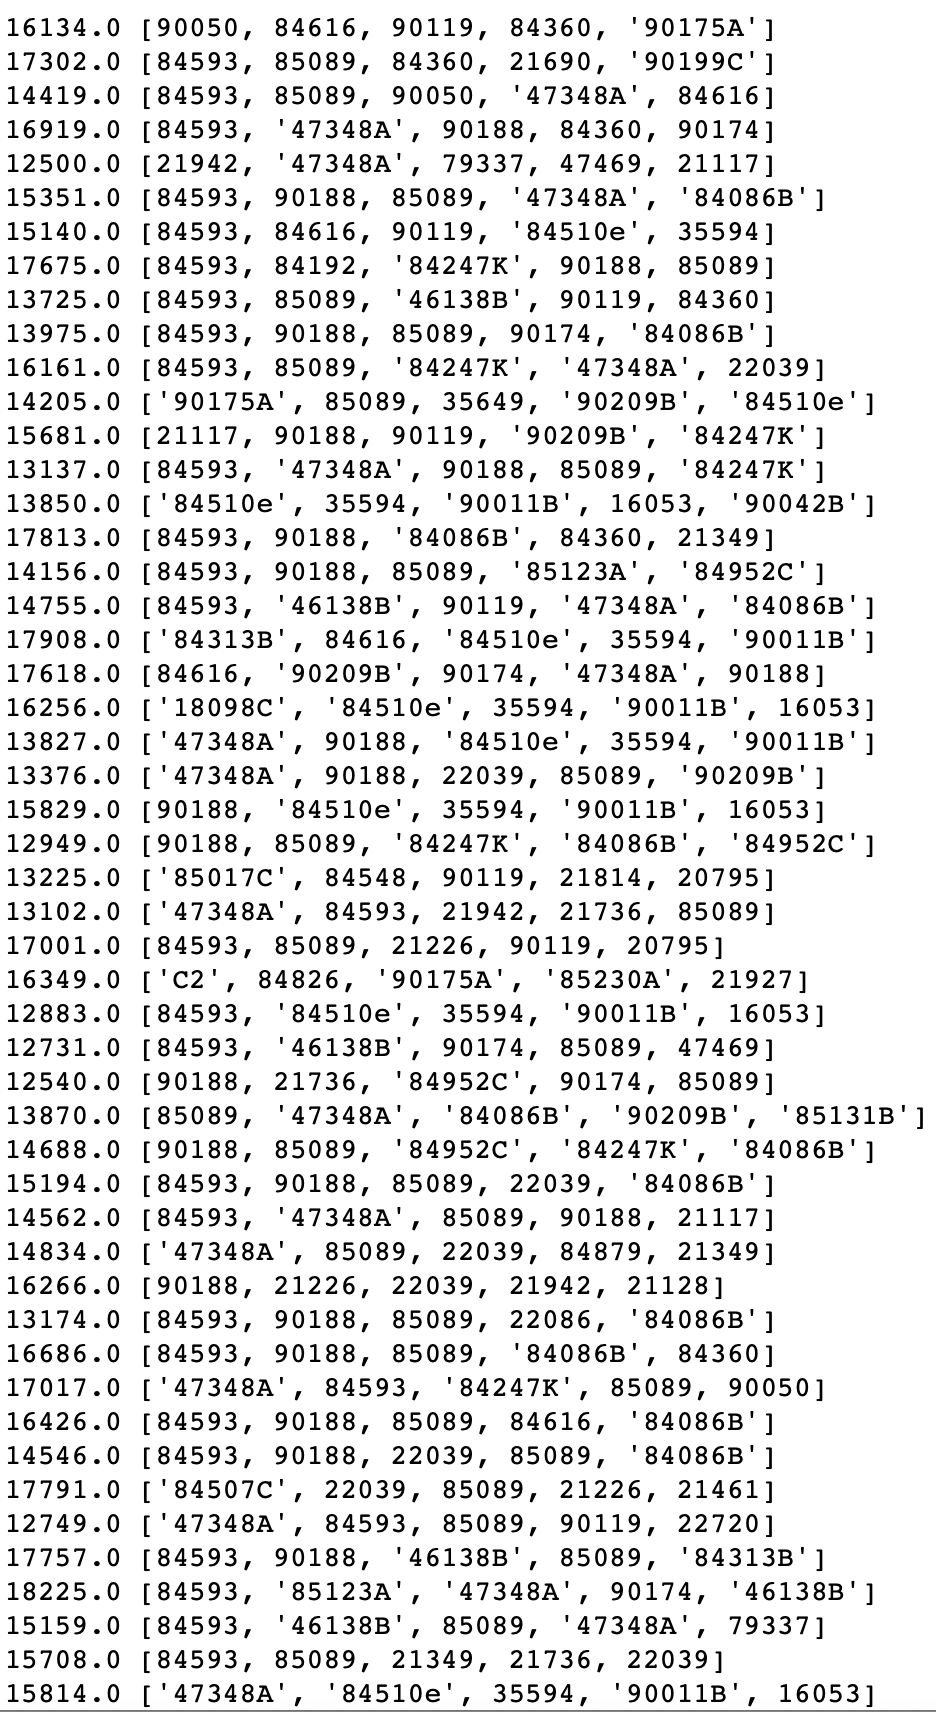 16134.0 [90050, 84616, 90119, 84360, '90175A']
17302.0 [84593, 85089, 84360, 21690, '90199C']
14419.0 [84593, 85089, 90050, '47348A', 84616]
16919.0 [84593, '47348A', 90188, 84360, 90174]
12500.0 [21942, '47348A', 79337, 47469, 21117]
15351.0 [84593, 90188, 85089, '47348A', '84086B']
15140.0 [84593, 84616, 90119, '84510e', 35594]
17675.0 [84593, 84192, '84247K', 90188, 85089]
13725.0 [84593, 85089, '46138B', 90119, 84360]
13975.0 [84593, 90188, 85089, 90174, '84086B']
16161.0 [84593, 85089, '84247K', '47348A', 22039]
14205.0 ['90175A', 85089, 35649, '90209B', '84510e']
15681.0 [21117, 90188, 90119, '90209B', '84247K']
13137.0 [84593, '47348A', 90188, 85089, '84247K']
13850.0 ['84510e', 35594, '90011B', 16053, '90042B']
17813.0 [84593, 90188, '84086B', 84360, 21349]
14156.0 [84593, 90188, 85089, '85123A', '84952C']
14755.0 [84593, '46138B', 90119, '47348A', '84086B']
17908.0 ['84313B', 84616, '84510e', 35594, '90011B']
17618.0 [84616, '90209B', 90174, '47348A', 90188]
16256.0 ['18098C', '84510e', 35594, '90011B', 16053]
13827.0 ['47348A', 90188, '84510e', 35594, '90011B']
13376.0 ['47348A', 90188, 22039, 85089, '90209B']
15829.0 [90188, '84510e', 35594, '90011B', 16053]
12949.0 [90188, 85089, '84247K', '84086B', '84952C']
13225.0 ['85017C', 84548, 90119, 21814, 20795]
13102.0 ['47348A', 84593, 21942, 21736, 85089]
17001.0 [84593, 85089, 21226, 90119, 20795]
16349.0 ['C2', 84826, '90175A', '85230A', 21927]
12883.0 [84593, '84510e', 35594, '90011B', 16053]
12731.0 [84593, '46138B', 90174, 85089, 47469]
12540.0 [90188, 21736, '84952C', 90174, 85089]
13870.0 [85089, '47348A', '84086B', '90209B', '85131B']
14688.0 [90188, 85089, '84952C', '84247K', '84086B']
15194.0 [84593, 90188, 85089, 22039, '84086B']
14562.0 [84593, '47348A', 85089, 90188, 21117]
14834.0 ['47348A', 85089, 22039, 84879, 21349]
16266.0 [90188, 21226, 22039, 21942, 21128]
13174.0 [84593, 90188, 85089, 22086, '84086B']
16686.0 [84593, 90188, 85089, '84086B', 84360]
17017.0 ['47348A', 84593, '84247K', 85089, 90050]
16426.0 [84593, 90188, 85089, 84616, '84086B']
14546.0 [84593, 90188, 22039, 85089, '84086B']
17791.0 ['84507C', 22039, 85089, 21226, 21461]
12749.0 ['47348A', 84593, 85089, 90119, 22720]
17757.0 [84593, 90188, '46138B', 85089, '84313B']
18225.0 [84593, '85123A', '47348A', 90174, '46138B']
15159.0 [84593, '46138B', 85089, '47348A', 79337]
15708.0 [84593, 85089, 21349, 21736, 22039]
15814.0 ['47348A', '84510e', 35594, '90011B', 16053]